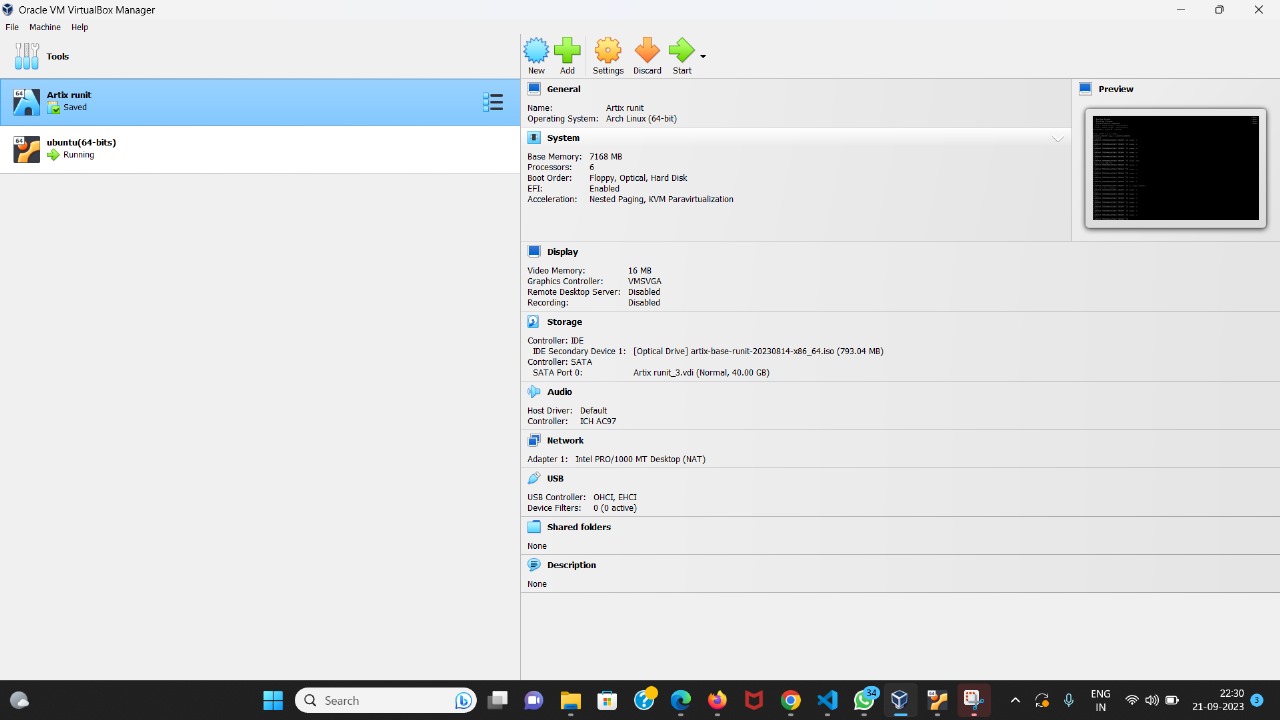 Oracle VM VirtualBox Manager
File Machine Help
Tools
New Add Settings Discard Start
64 Artix runit
Saved
64 ubuntu(64-bits)
Running
General
Name: Artix runit
Operating System: Arch Linux (64-bit)
Preview
System
Base Memory: 7168 MB
Processors: 6
Boot Order: Floppy, Optical, Hard Disk
EFI: Enabled
Acceleration: Nested Paging, KVM Paravirtualization
Display
Video Memory: 16 MB
Graphics Controller: VMSVGA
Remote Desktop Server: Disabled
Recording: Disabled
Storage
Controller: IDE
IDE Secondary Device 1: [Optical Drive] artix-base-runit-20230814-x86_64.iso (793.04 MB)
Controller: SATA
SATA Port 0: Artix runit_3.vdi (Normal, 40.00 GB)
Audio
Host Driver: Default
Controller: ICH AC97
Network
Adapter 1: Intel PRO/1000 MT Desktop (NAT)
USB
USB Controller: OHCI, EHCI
Device Filters: 0 (0 active)
Shared folders
None
Description
None
Search
34
ENG
IN
22:30
21-09-2023
3